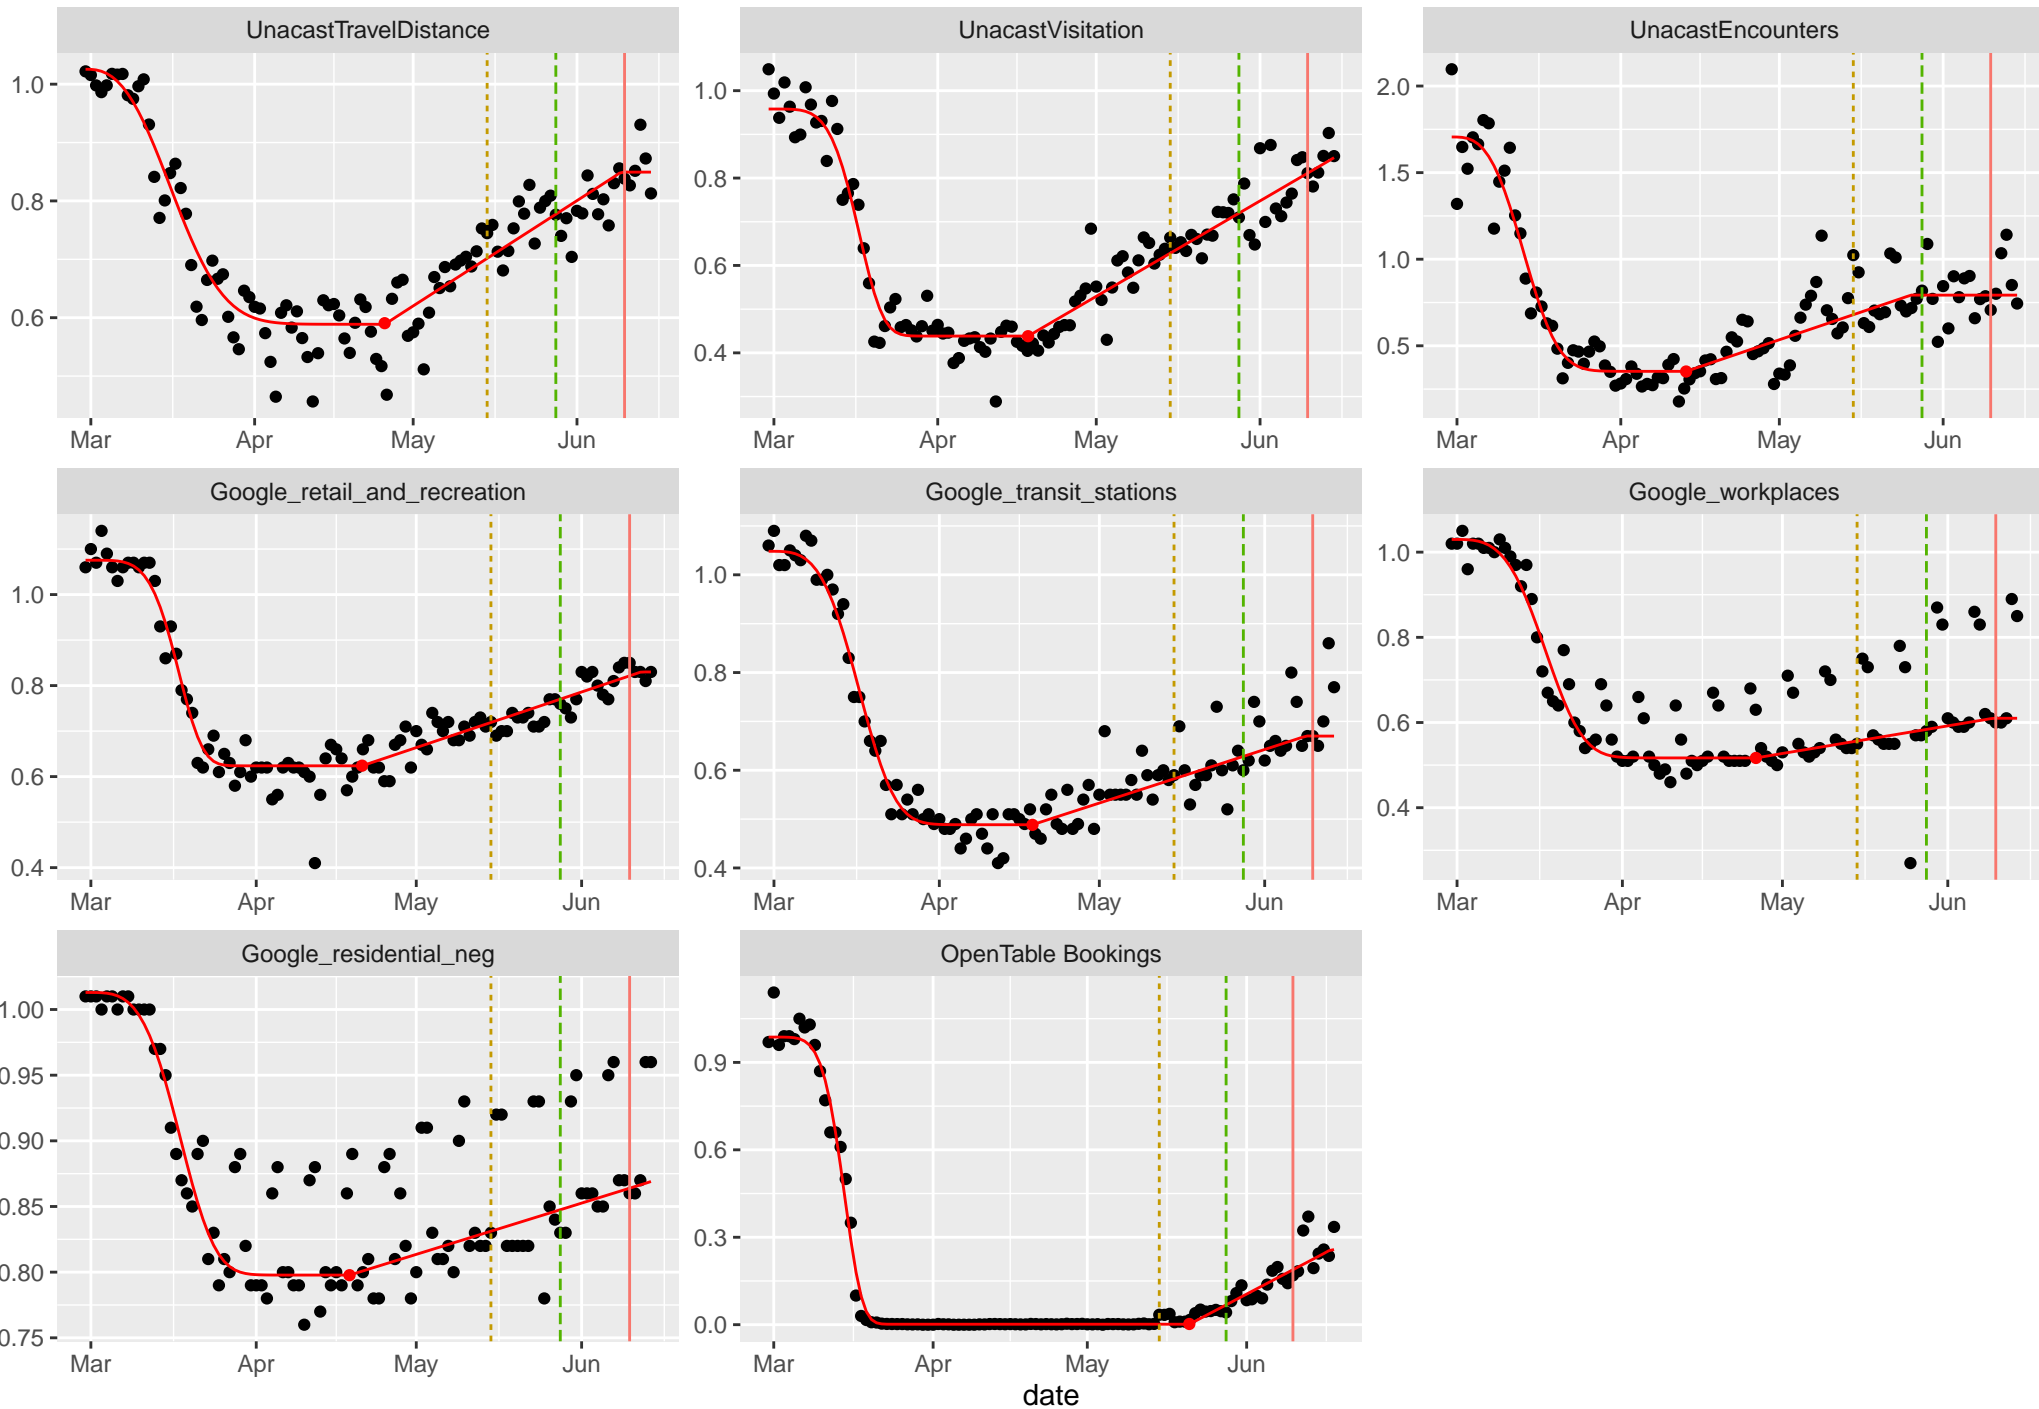 UnacastTravelDistance
UnacastVisitation
UnacastEncounters
1.0
0.8
0.6
Mar Apr May Jun
1.0
0.8
0.6
0.4
Mar Apr May Jun
2.0
1.5
1.0
0.5
Mar Apr May Jun
Google_retail_and_recreation
Google_transit_stations
Google_workplaces
1.0
0.8
0.6
0.4
Mar Apr May Jun
1.0
0.8
0.6
0.4
Mar Apr May Jun
1.0
0.8
0.6
0.4
Mar Apr May Jun
Google_residential_neg
OpenTable Bookings
1.00
0.95
0.90
0.85
0.80
0.75
Mar Apr May Jun
0.9
0.6
0.3
0.0
Mar Apr May Jun
date